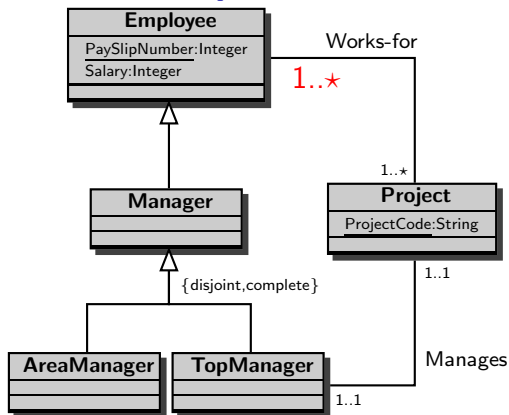 Employee
PaySlipNumber:Integer
Salary:Integer
Works-for
1..⋆
1..⋆
Manager
Project
ProjectCode:String
1..1
{disjoint,complete}
AreaManager
TopManager
Manages
1..1